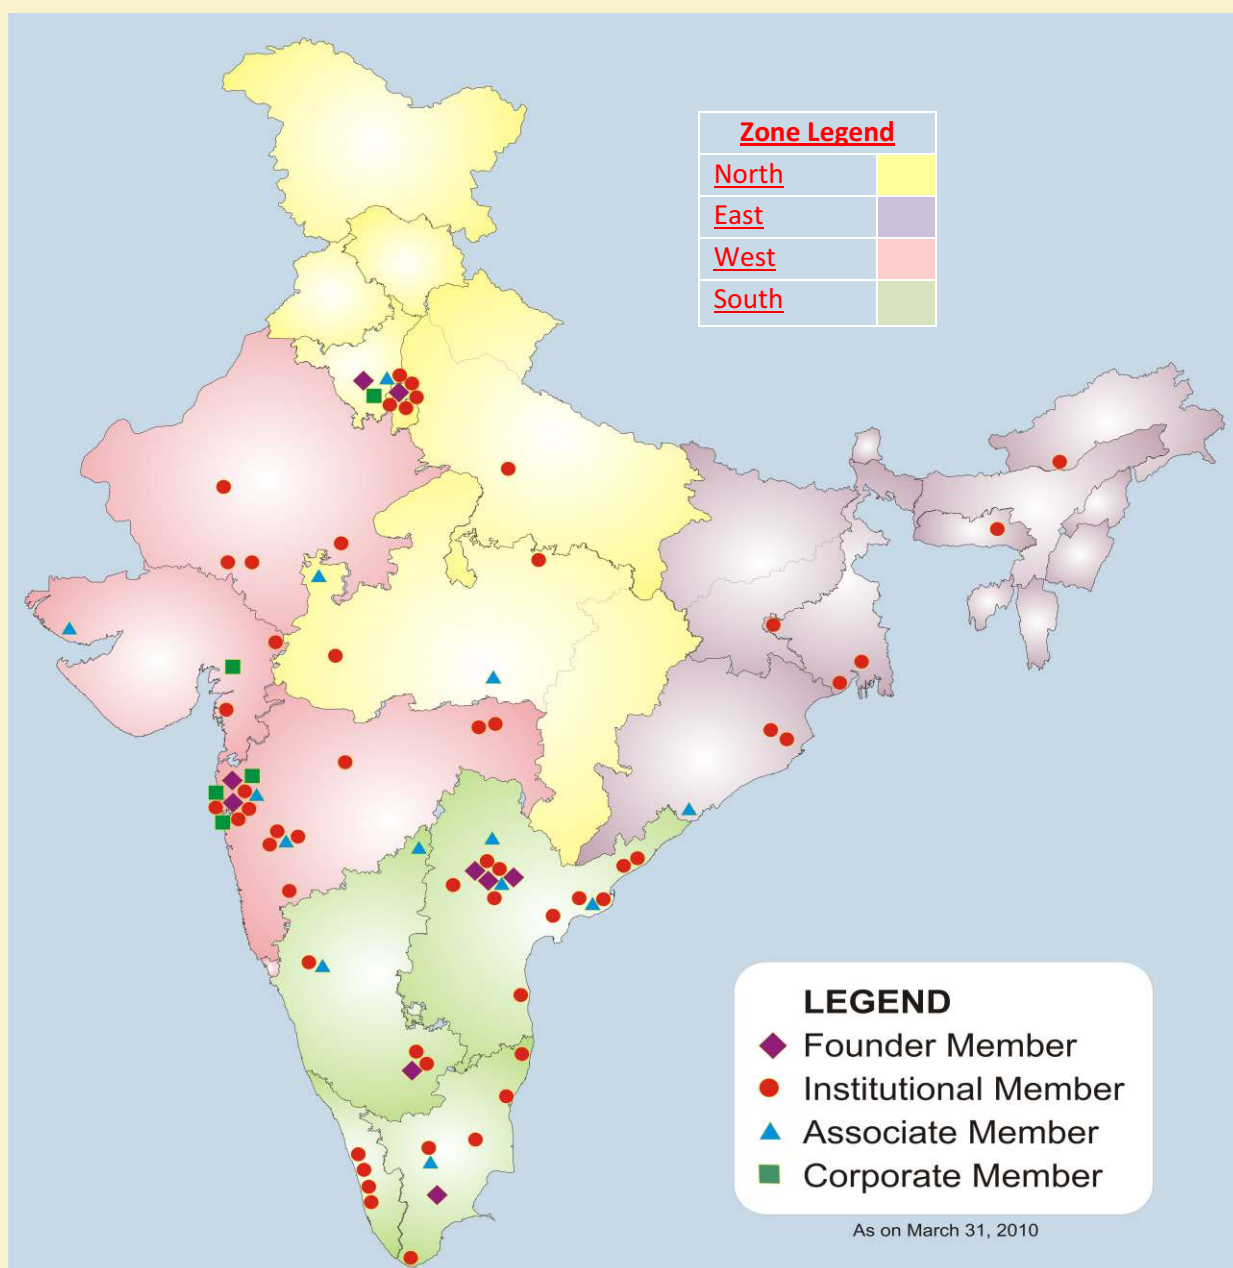 Zone Legend
North
East
West
South
LEGEND
Founder Member
Institutional Member
Associate Member
Corporate Member
As on March 31, 2010